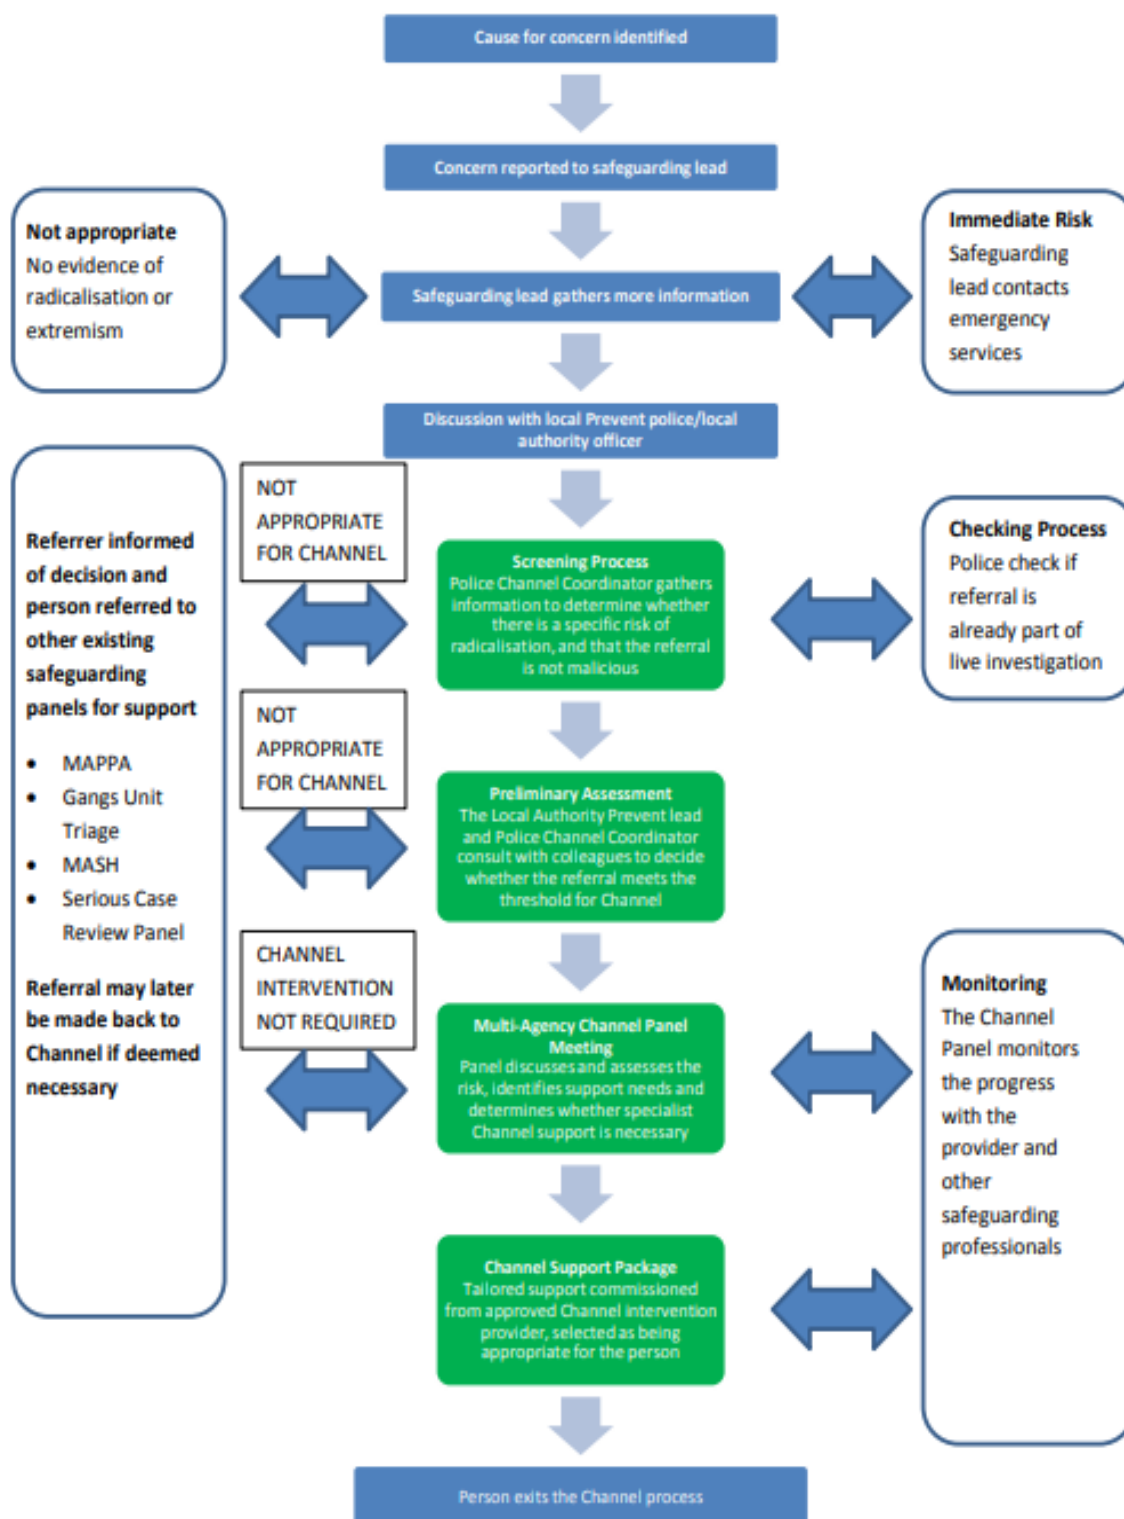 Cause for concern identified
Concern reported to safeguarding lead
Not appropriate
No evidence of
radicalisation or
extremism
Safeguarding lead gathers more information
Immediate Risk
Safeguarding
lead contacts
emergency
services
Discussion with local Prevent police/local
authority officer
Referrer informed
of decision and
person referred to
other existing
safeguarding
panels for support
• MAPPA
• Gangs Unit
Triage
• MASH
• Serious Case
Review Panel
Referral may later
be made back to
Channel if deemed
necessary
NOT
APPROPRIATE
FOR CHANNEL
Screening Process
Police Channel Coordinator gathers
information to determine whether
there is a specific risk of
radicalisation, and that the referral
is not malicious
Checking Process
Police check if
referral is
already part of
live investigation
NOT
APPROPRIATE
FOR CHANNEL
Preliminary Assessment
The Local Authority Prevent lead
and Police Channel Coordinator
consult with colleagues to decide
whether the referral meets the
threshold for Channel
CHANNEL
INTERVENTION
NOT REQUIRED
Multi-Agency Channel Panel
Meeting
Panel discusses and assesses the
risk, identifies support needs and
determines whether specialist
Channel support is necessary
Monitoring
The Channel
Panel monitors
the progress
with the
provider and
other
safeguarding
professionals
Channel Support Package
Tailored support commissioned
from approved Channel intervention
provider, selected as being
appropriate for the person
Person exits the Channel process